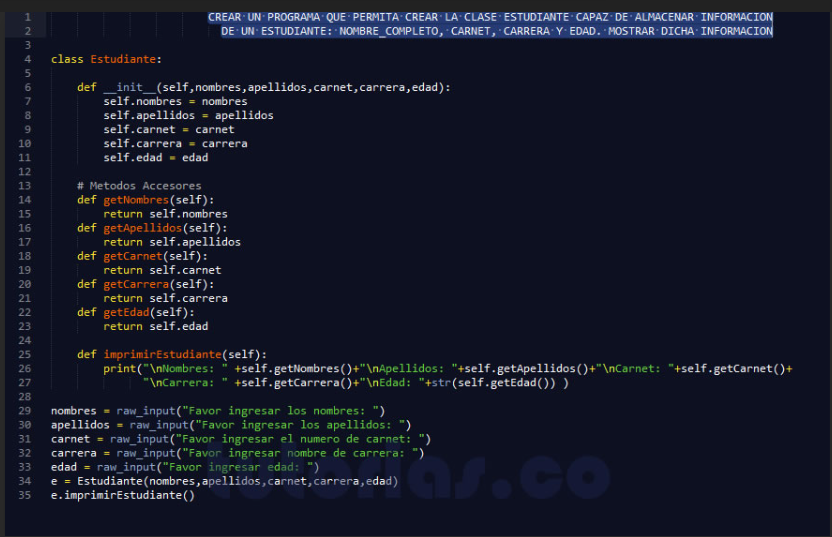 1 CREAR UN PROGRAMA QUE PERMITA CREAR LA CLASE ESTUDIANTE CAPAZ DE ALMACENAR INFORMACION
2 DE UN ESTUDIANTE: NOMBRE_COMPLETO, CARNET, CARRERA Y EDAD. MOSTRAR DICHA INFORMACION
3
4 class Estudiante:
5
6     def __init__(self,nombres,apellidos,carnet,carrera,edad):
7         self.nombres = nombres
8         self.apellidos = apellidos
9         self.carnet = carnet
10         self.carrera = carrera
11         self.edad = edad
12
13     # Metodos Accesores
14     def getNombres(self):
15         return self.nombres
16     def getApellidos(self):
17         return self.apellidos
18     def getCarnet(self):
19         return self.carnet
20     def getCarrera(self):
21         return self.carrera
22     def getEdad(self):
23         return self.edad
24
25     def imprimirEstudiante(self):
26         print("\nNombres: " +self.getNombres()+"\nApellidos: "+self.getApellidos()+"\nCarnet: "+self.getCarnet()+
27               "\nCarrera: " +self.getCarrera()+"\nEdad: "+str(self.getEdad()) )
28
29 nombres = raw_input("Favor ingresar los nombres: ")
30 apellidos = raw_input("Favor ingresar los apellidos: ")
31 carnet = raw_input("Favor ingresar el numero de carnet: ")
32 carrera = raw_input("Favor ingresar nombre de carrera: ")
33 edad = raw_input("Favor ingresar edad: ")
34 e = Estudiante(nombres,apellidos,carnet,carrera,edad)
35 e.imprimirEstudiante()
tutorias.co